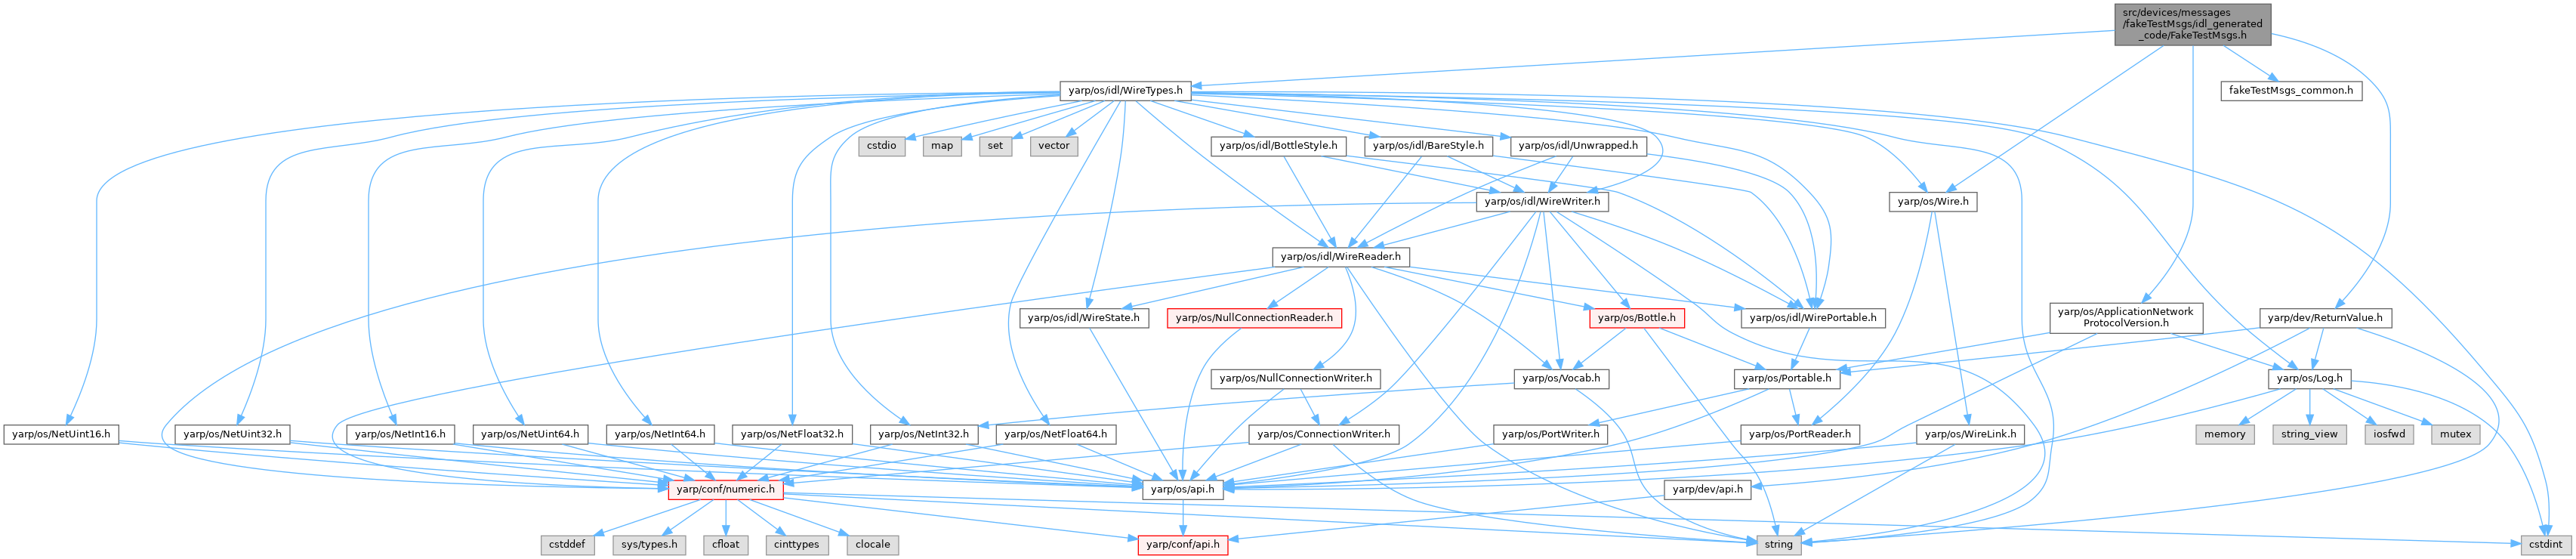 src/devices/messages
/fakeTestMsgs/idl_generated
_code/FakeTestMsgs.h
yarp/os/idl/WireTypes.h
fakeTestMsgs_common.h
cstdio
map
set
vector
yarp/os/idl/BottleStyle.h
yarp/os/idl/BareStyle.h
yarp/os/idl/Unwrapped.h
yarp/os/idl/WireWriter.h
yarp/os/Wire.h
yarp/os/idl/WireReader.h
yarp/os/idl/WireState.h
yarp/os/NullConnectionReader.h
yarp/os/Bottle.h
yarp/os/idl/WirePortable.h
yarp/os/ApplicationNetwork
ProtocolVersion.h
yarp/dev/ReturnValue.h
yarp/os/NullConnectionWriter.h
yarp/os/Vocab.h
yarp/os/Portable.h
yarp/os/Log.h
yarp/os/NetUint16.h
yarp/os/NetUint32.h
yarp/os/NetInt16.h
yarp/os/NetUint64.h
yarp/os/NetInt64.h
yarp/os/NetFloat32.h
yarp/os/NetInt32.h
yarp/os/NetFloat64.h
yarp/os/ConnectionWriter.h
yarp/os/PortWriter.h
yarp/os/PortReader.h
yarp/os/WireLink.h
memory
string_view
iosfwd
mutex
yarp/conf/numeric.h
yarp/os/api.h
yarp/dev/api.h
cstddef
sys/types.h
cfloat
cinttypes
clocale
yarp/conf/api.h
string
cstdint